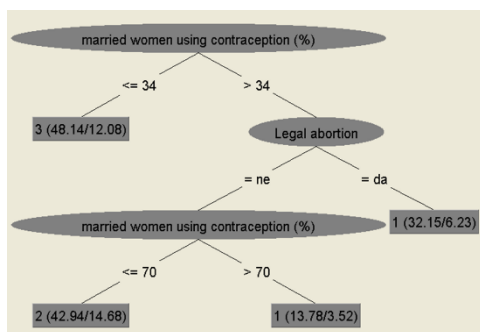 married women using contraception (%)
<= 34
> 34
3 (48.14/12.08)
Legal abortion
= ne
= da
married women using contraception (%)
1 (32.15/6.23)
<= 70
> 70
2 (42.94/14.68)
1 (13.78/3.52)